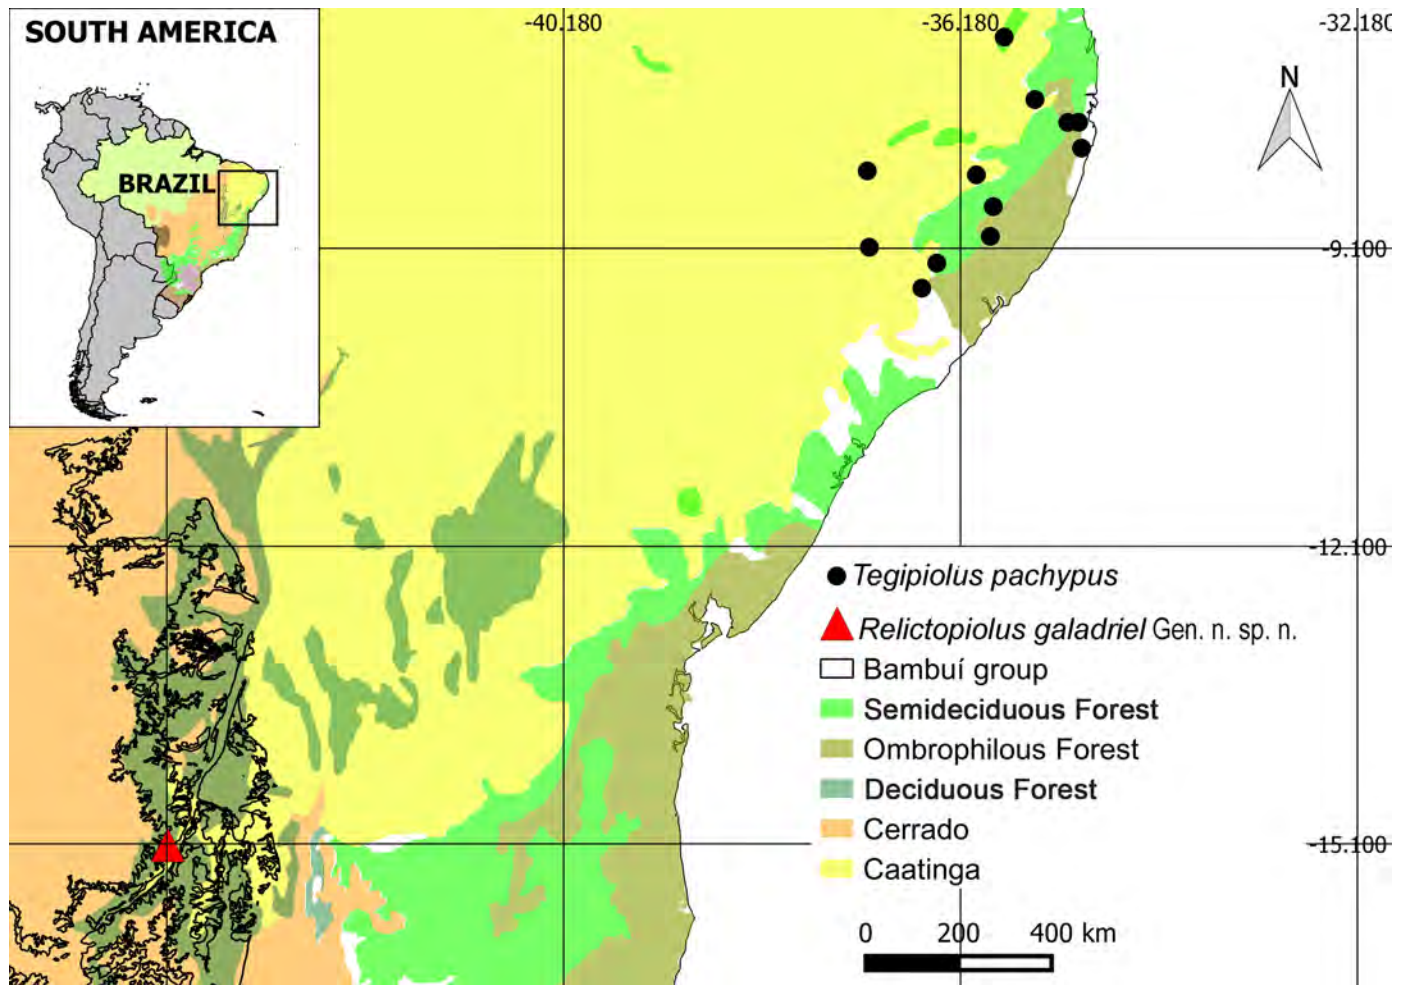 SOUTH AMERICA
BRAZIL
-40.180
-36.180
-32.180
N
-9.100
-12.100
Tegipiolus pachypus
Relictopiolus galadriel Gen. n. sp. n.
Bambuí group
Semideciduous Forest
Ombrophilous Forest
Deciduous Forest
Cerrado
-15.100
Caatinga
0 200 400 km